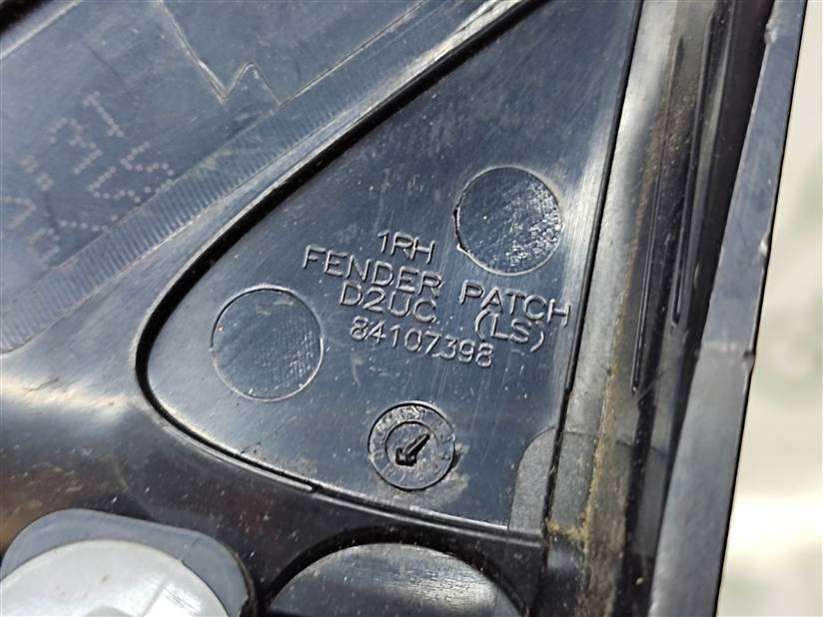 1RH
FENDER PATCH
D2UC (LS)
84107398